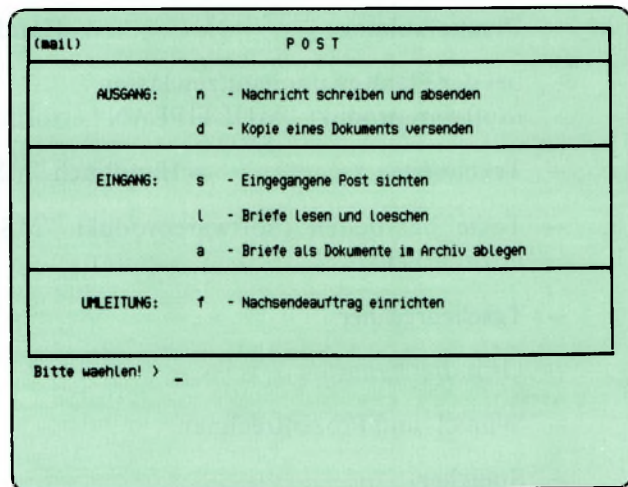 (mail) P O S T
AUSGANG: n - Nachricht schreiben und absenden
d - Kopie eines Dokuments versenden
EINGANG: s - Eingegangene Post sichten
l - Briefe lesen und loeschen
a - Briefe als Dokumente im Archiv ablegen
UMLEITUNG: f - Nachsendeauftrag einrichten
Bitte waehlen! > _